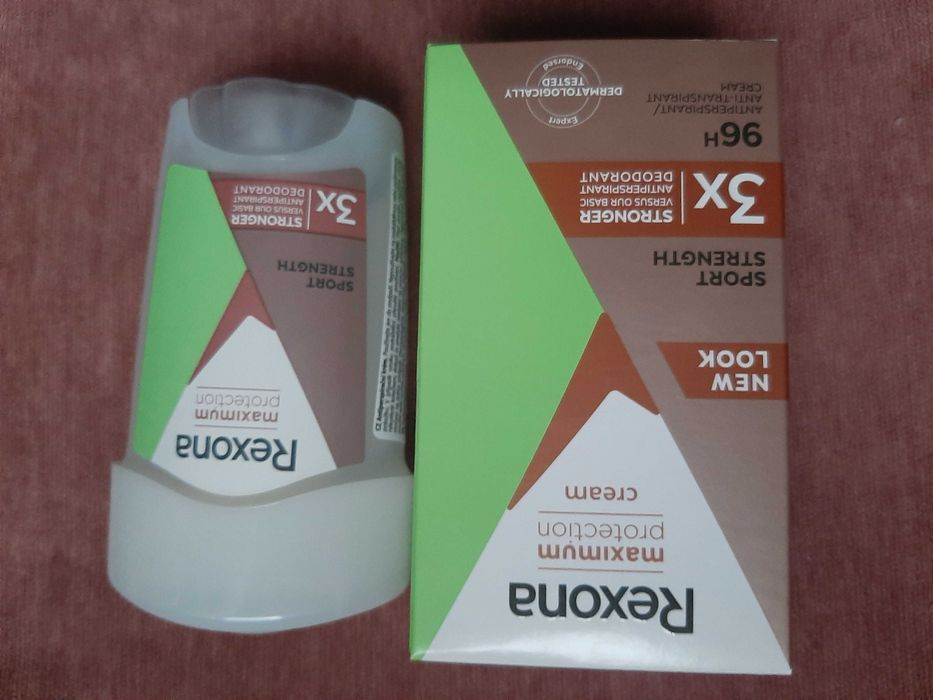 Rexona
maximum
protection
cream
NEW
LOOK
SPORT
STRENGTH
3X
STRONGER
VERSUS OUR BASIC
ANTIPERSPIRANT
DEODORANT
96H
ANTIPERSPIRANT/
ANTI-TRANSPIRANT
CREAM
Expert
DERMATOLOGICALLY
TESTED
Endorsed
Rexona
maximum
protection
SPORT
STRENGTH
3X
STRONGER
VERSUS OUR BASIC
ANTIPERSPIRANT
DEODORANT